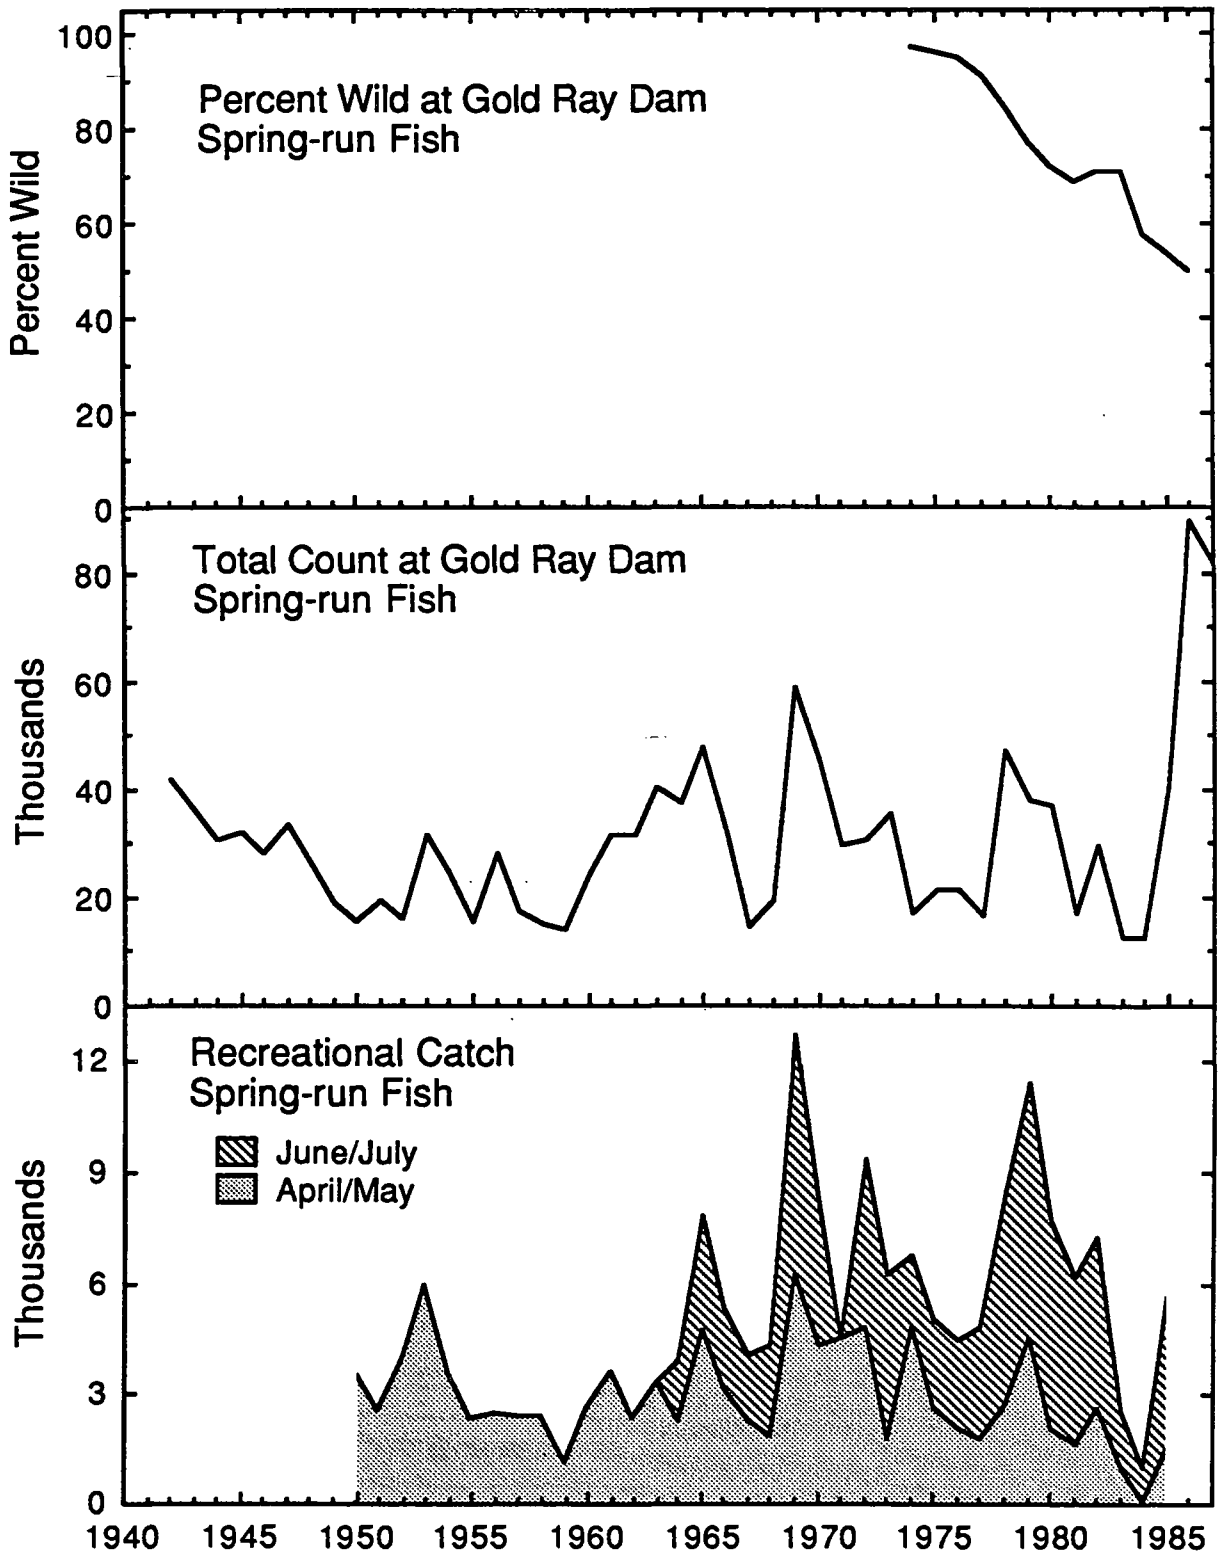 100
Percent Wild at Gold Ray Dam
Spring-run Fish
80
60
40
20
0
Percent Wild
Total Count at Gold Ray Dam
Spring-run Fish
80
60
40
20
0
Thousands
Recreational Catch
Spring-run Fish
June/July
April/May
12
9
6
3
0
Thousands
1940 1945 1950 1955 1960 1965 1970 1975 1980 1985